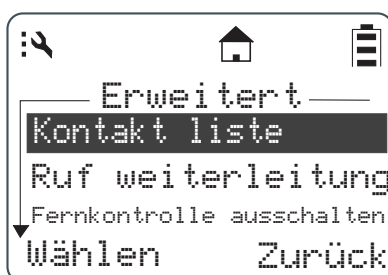 Erweitert
Kontakt liste
Ruf weiterleitung
Fernkontrolle ausschalten
Wählen Zurück